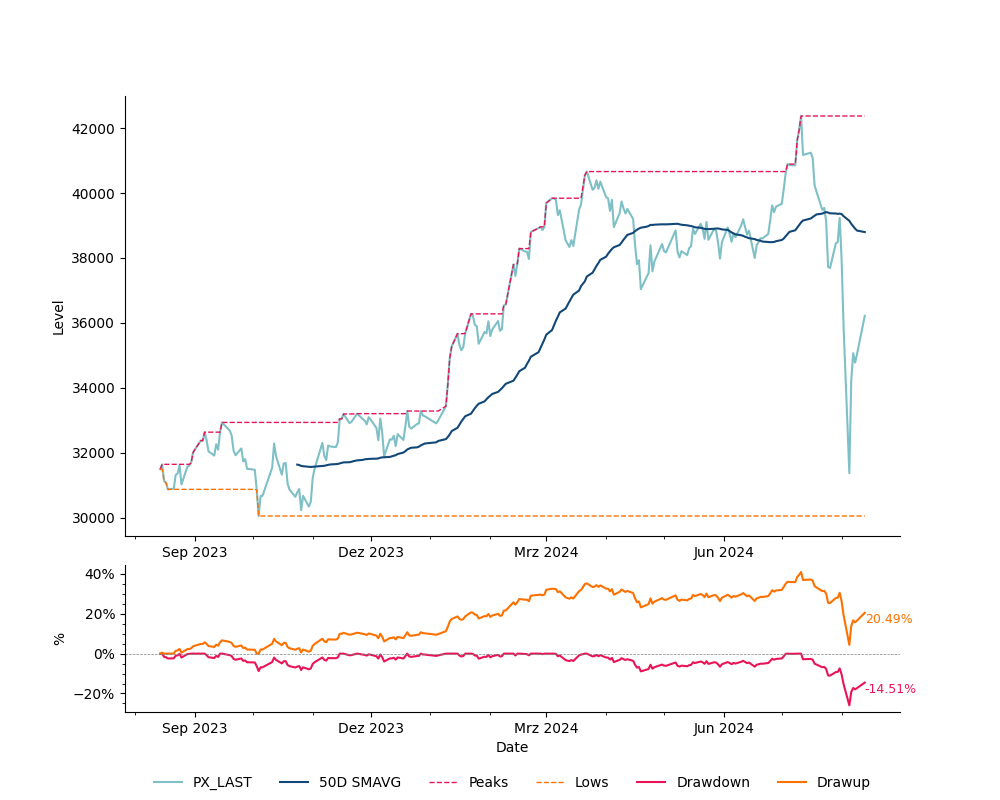 42000
40000
38000
36000
34000
32000
30000
Level
Sep 2023 Dez 2023 Mrz 2024 Jun 2024
40%
20%
0%
−20%
%
20.49%
-14.51%
Sep 2023 Dez 2023 Mrz 2024 Jun 2024
Date
PX_LAST 50D SMAVG Peaks Lows Drawdown Drawup